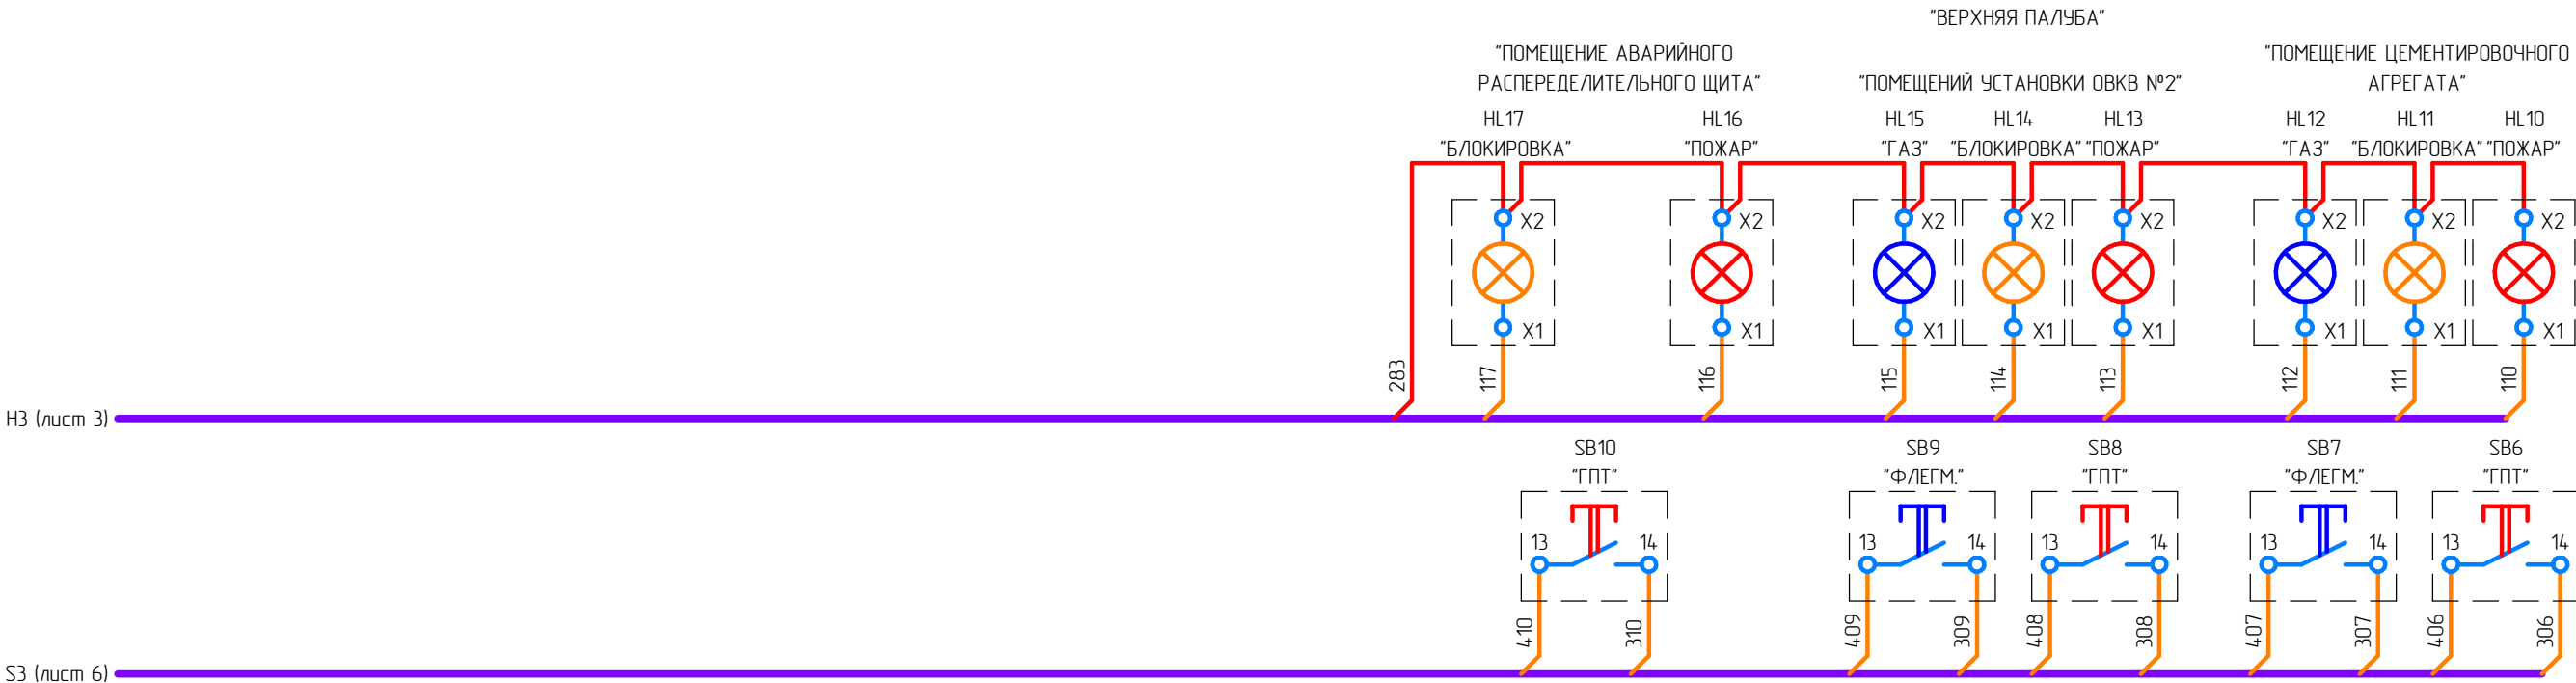 "ВЕРХНЯЯ ПАЛУБА"
"ПОМЕЩЕНИЕ АВАРИЙНОГО
РАСПЕРЕДЕЛИТЕЛЬНОГО ЩИТА"
"ПОМЕЩЕНИЙ УСТАНОВКИ ОВКВ №2"
"ПОМЕЩЕНИЕ ЦЕМЕНТИРОВОЧНОГО
АГРЕГАТА"
HL17 HL16 HL15 HL14 HL13 HL12 HL11 HL10
"БЛОКИРОВКА" "ПОЖАР" "ГАЗ" "БЛОКИРОВКА" "ПОЖАР" "ГАЗ" "БЛОКИРОВКА" "ПОЖАР"
X2 X2 X2 X2 X2 X2 X2 X2
X1 X1 X1 X1 X1 X1 X1 X1
283 117 116 115 114 113 112 111 110
Н3 (лист 3)
SB10 SB9 SB8 SB7 SB6
"ГПТ" "ФЛЕГМ." "ГПТ" "ФЛЕГМ." "ГПТ"
13 14 13 14 13 14 13 14 13 14
410 310 409 309 408 308 407 307 406 306
S3 (лист 6)